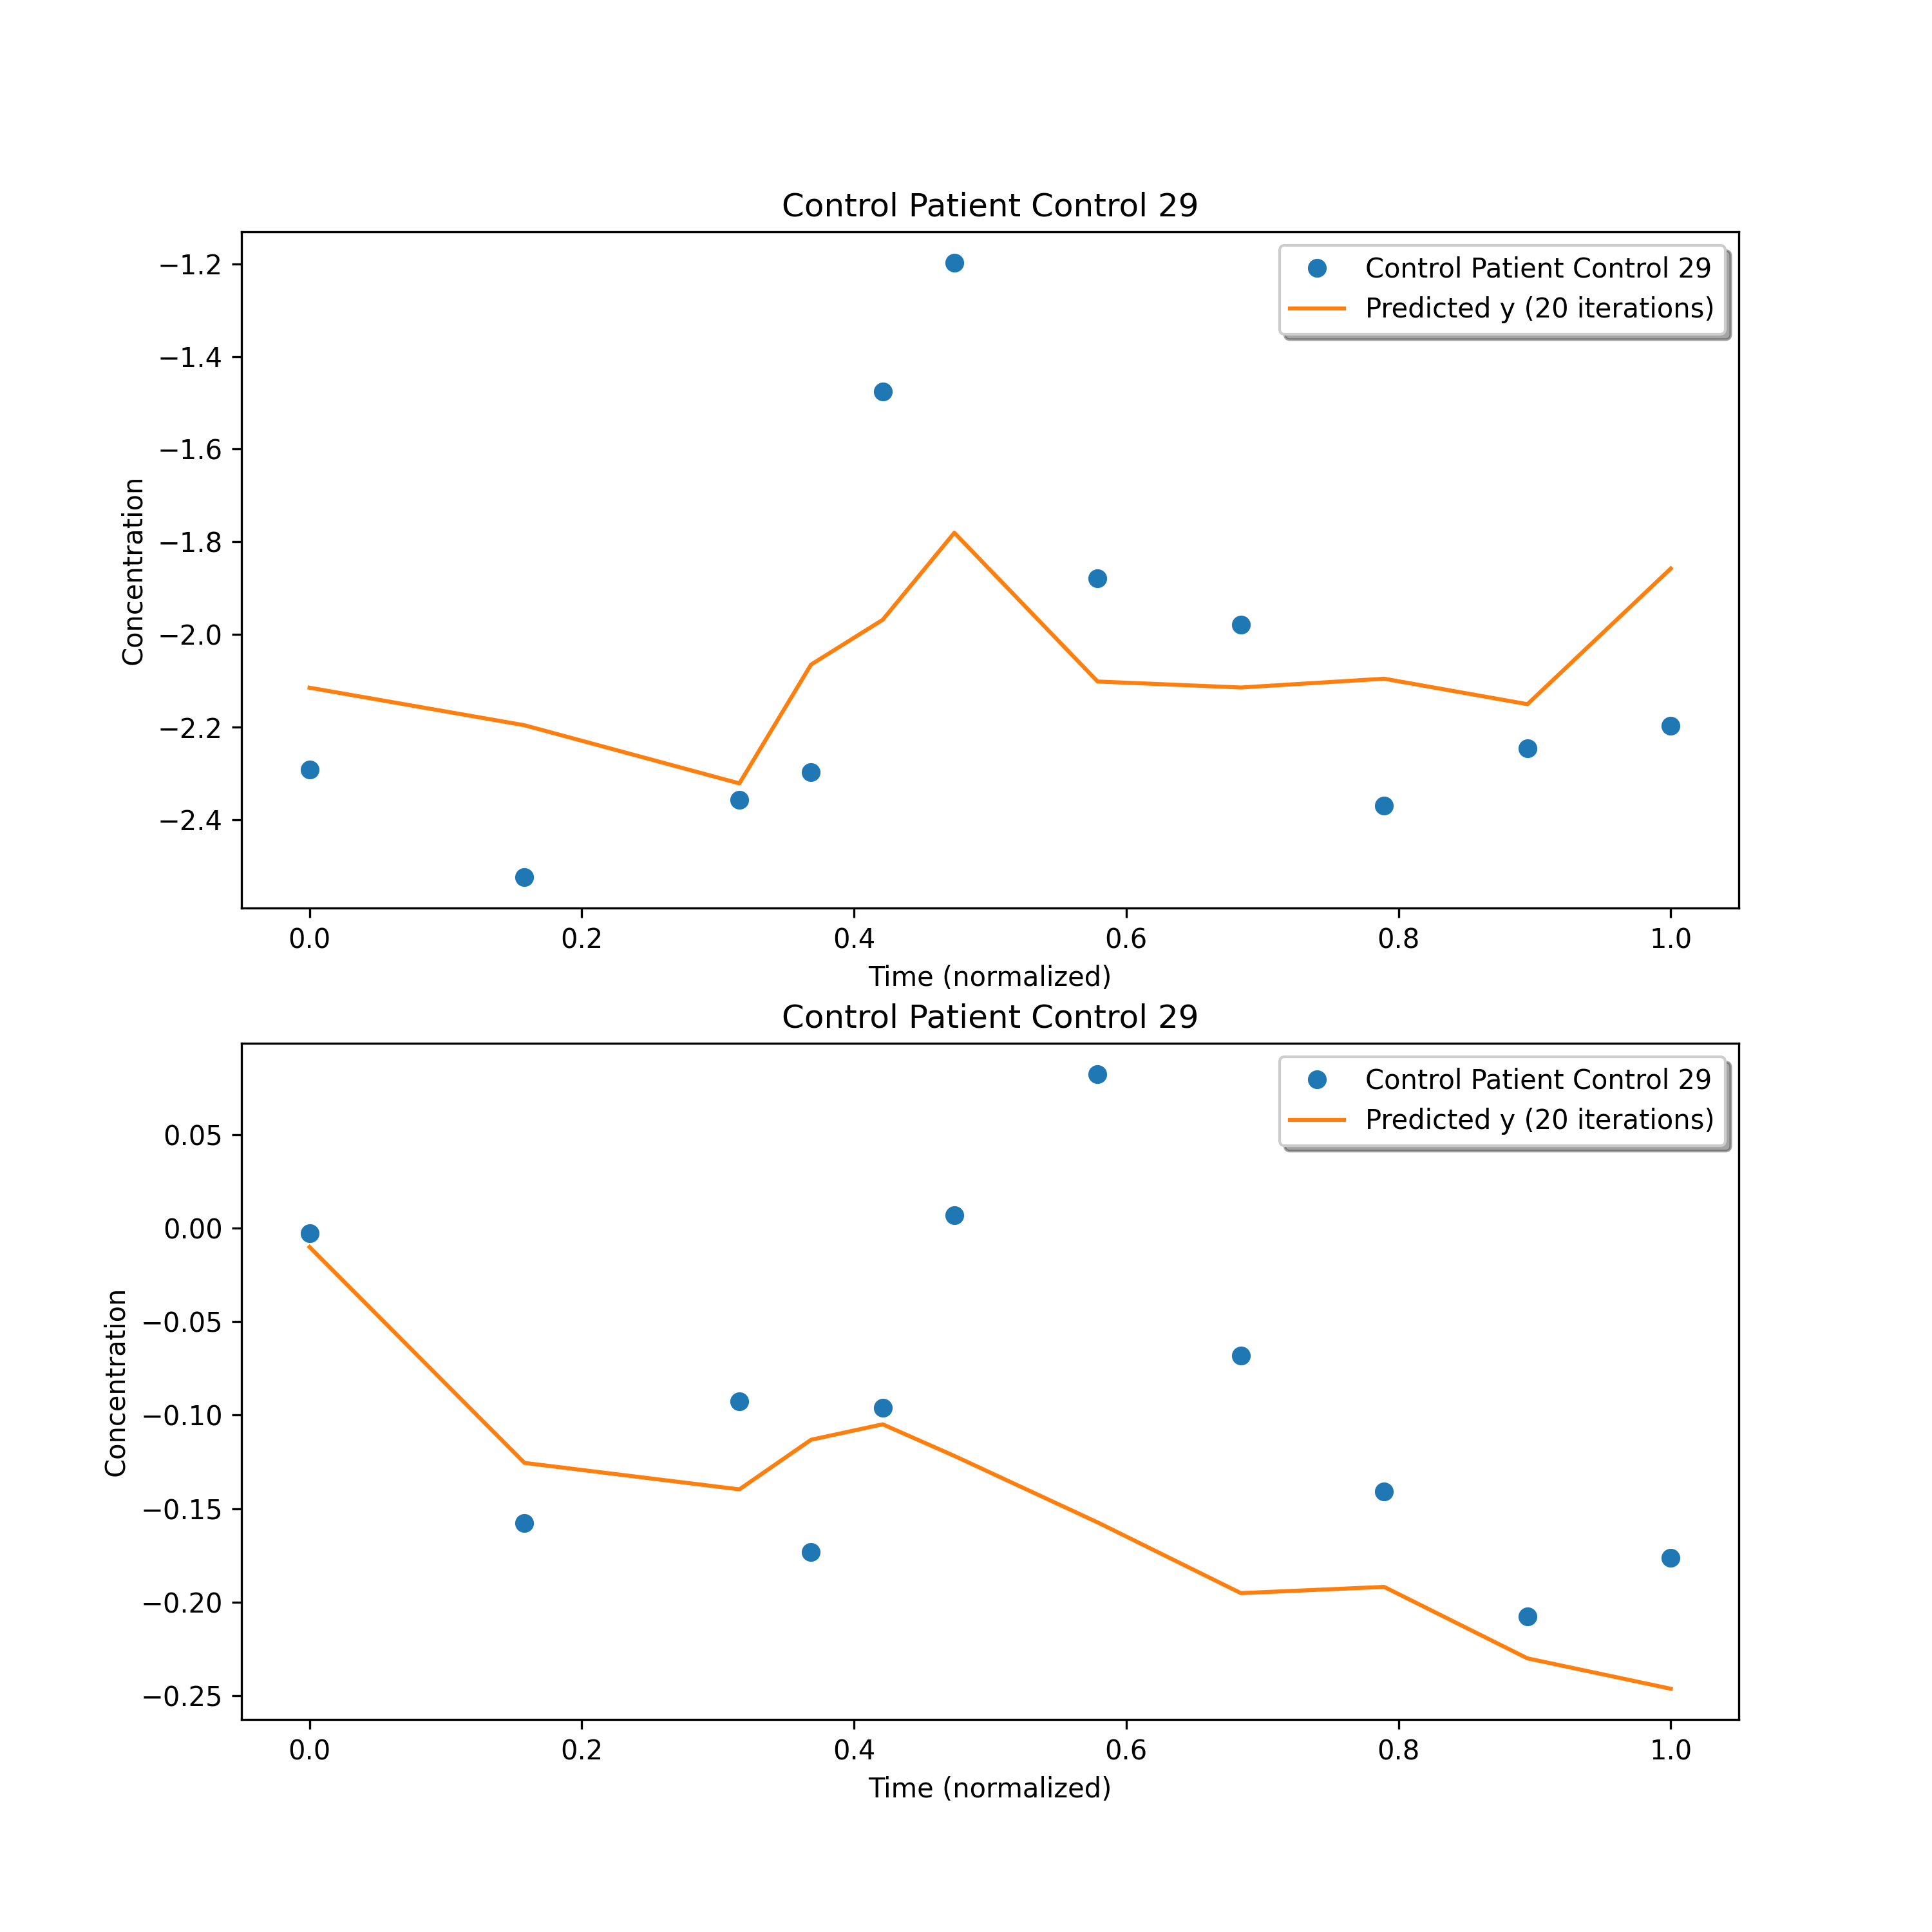 Control Patient Control 29
Control Patient Control 29
Predicted y (20 iterations)
−1.2
−1.4
−1.6
−1.8
−2.0
−2.2
−2.4
Concentration
0.0 0.2 0.4 0.6 0.8 1.0
Time (normalized)
Control Patient Control 29
Control Patient Control 29
Predicted y (20 iterations)
0.05
0.00
−0.05
−0.10
−0.15
−0.20
−0.25
Concentration
0.0 0.2 0.4 0.6 0.8 1.0
Time (normalized)